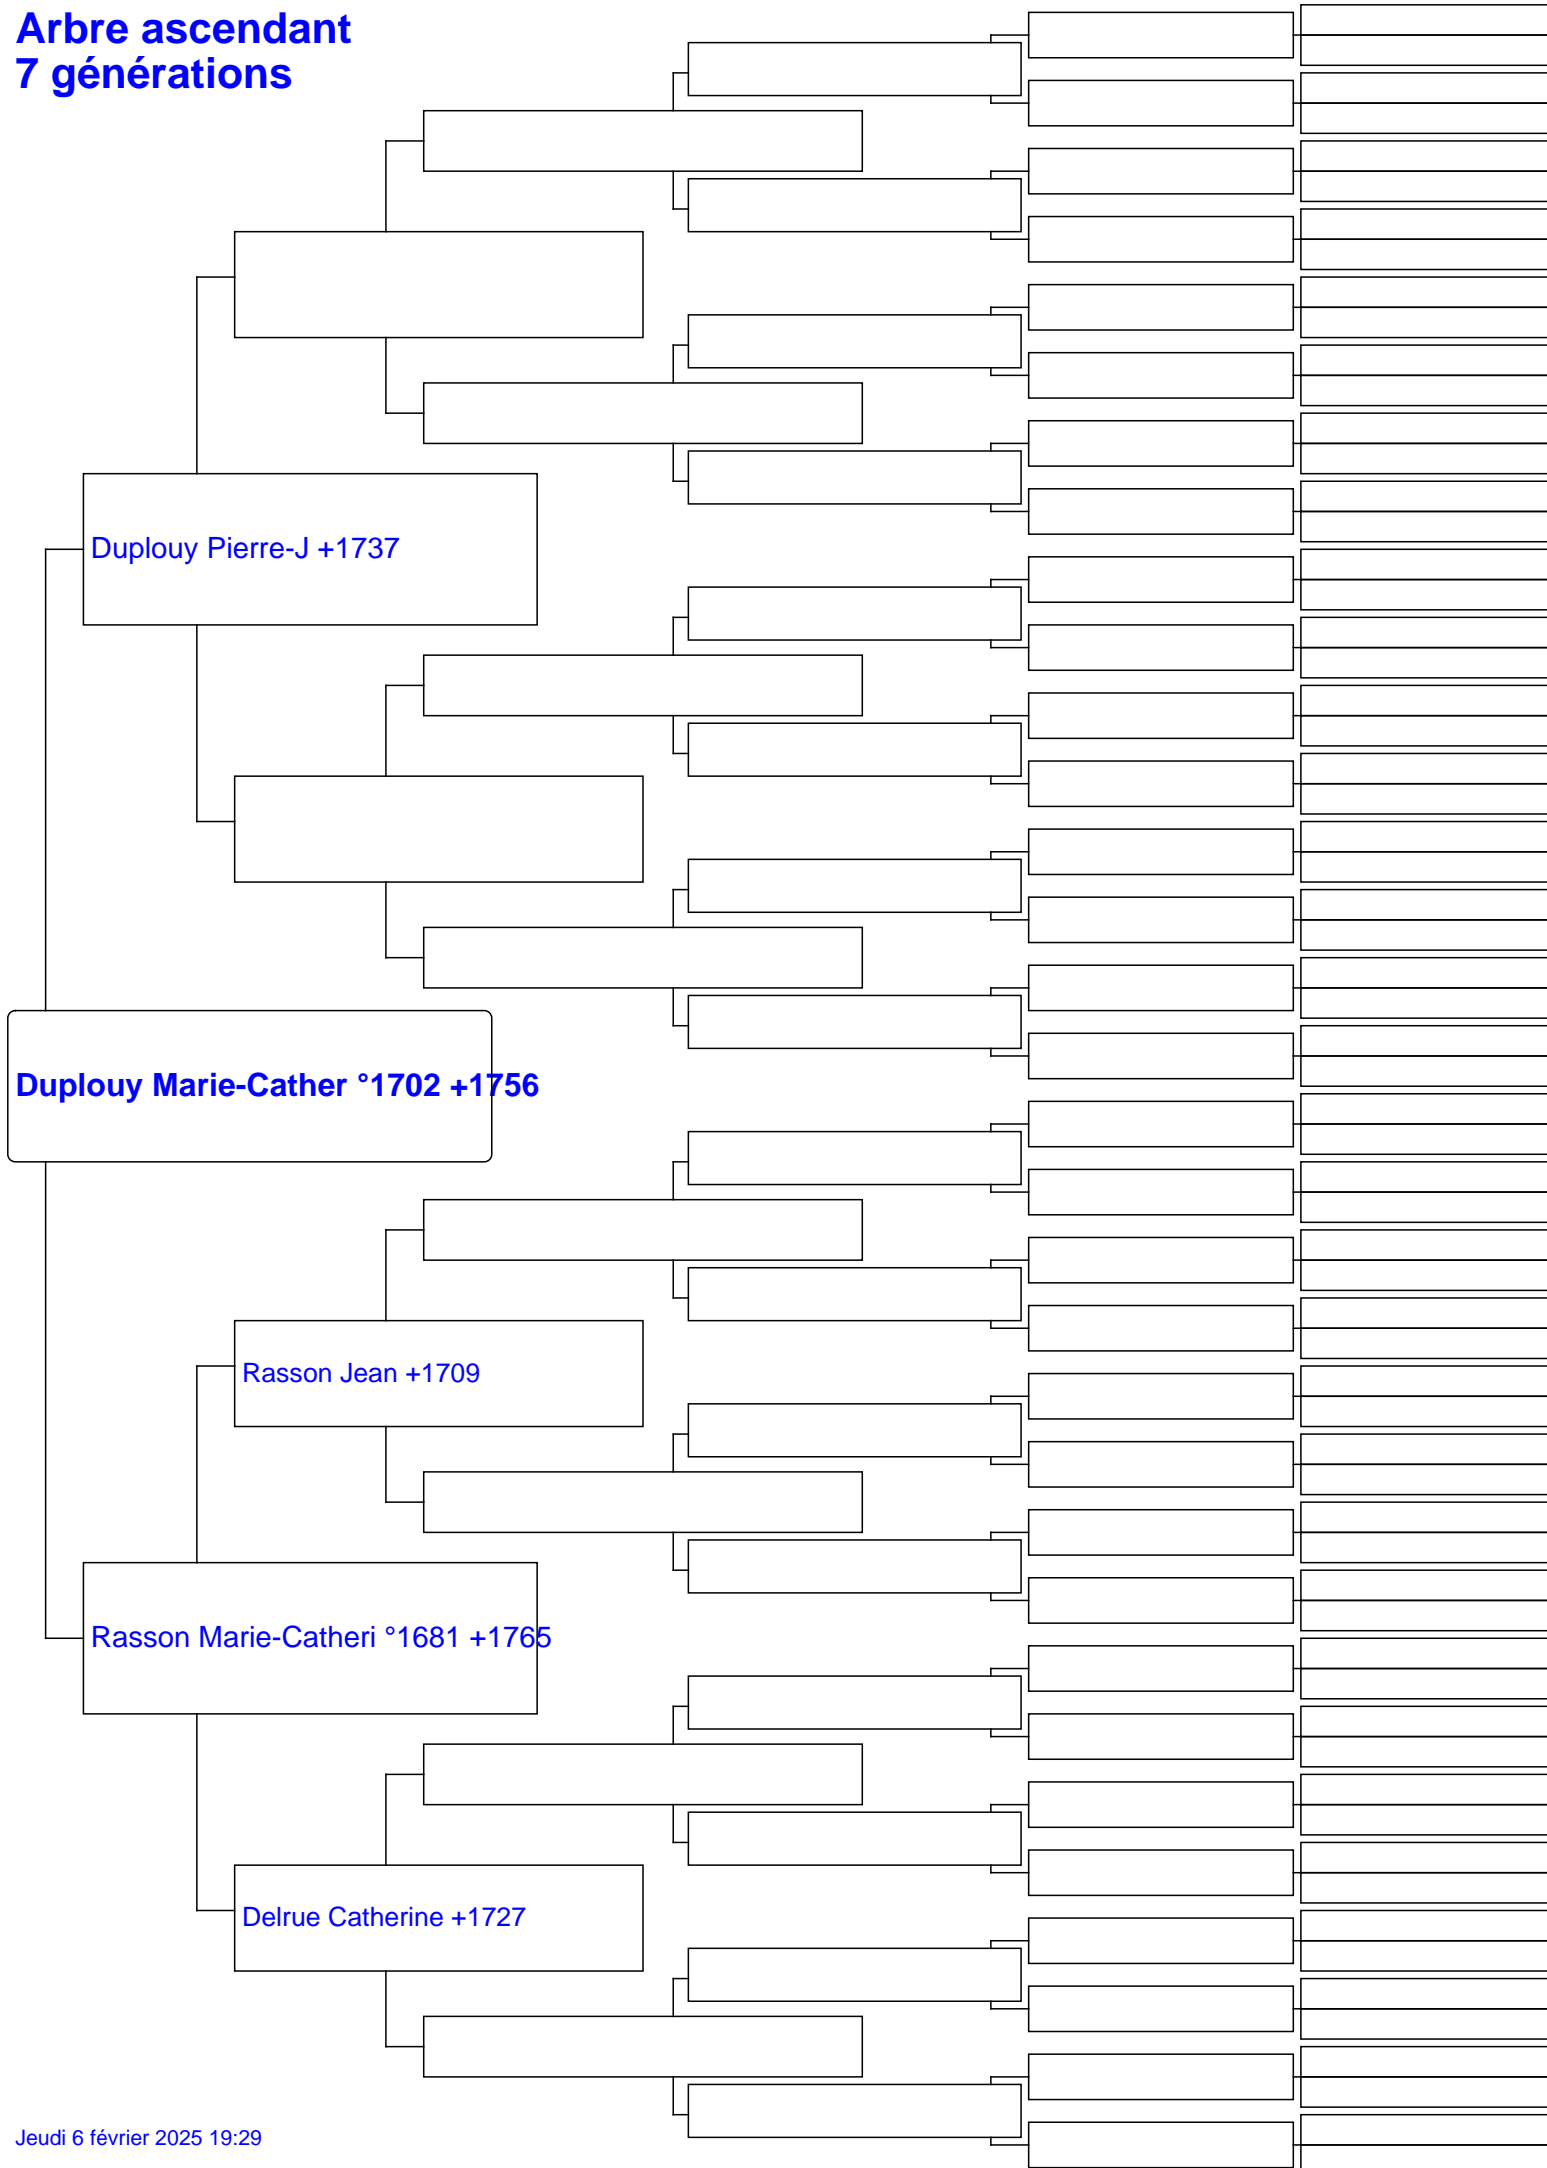 Arbre ascendant
7 générations
Duplouy Pierre-J +1737
Duplouy Marie-Cather °1702 +1756
Rasson Jean +1709
Rasson Marie-Catheri °1681 +1765
Delrue Catherine +1727
Jeudi 6 février 2025 19:29